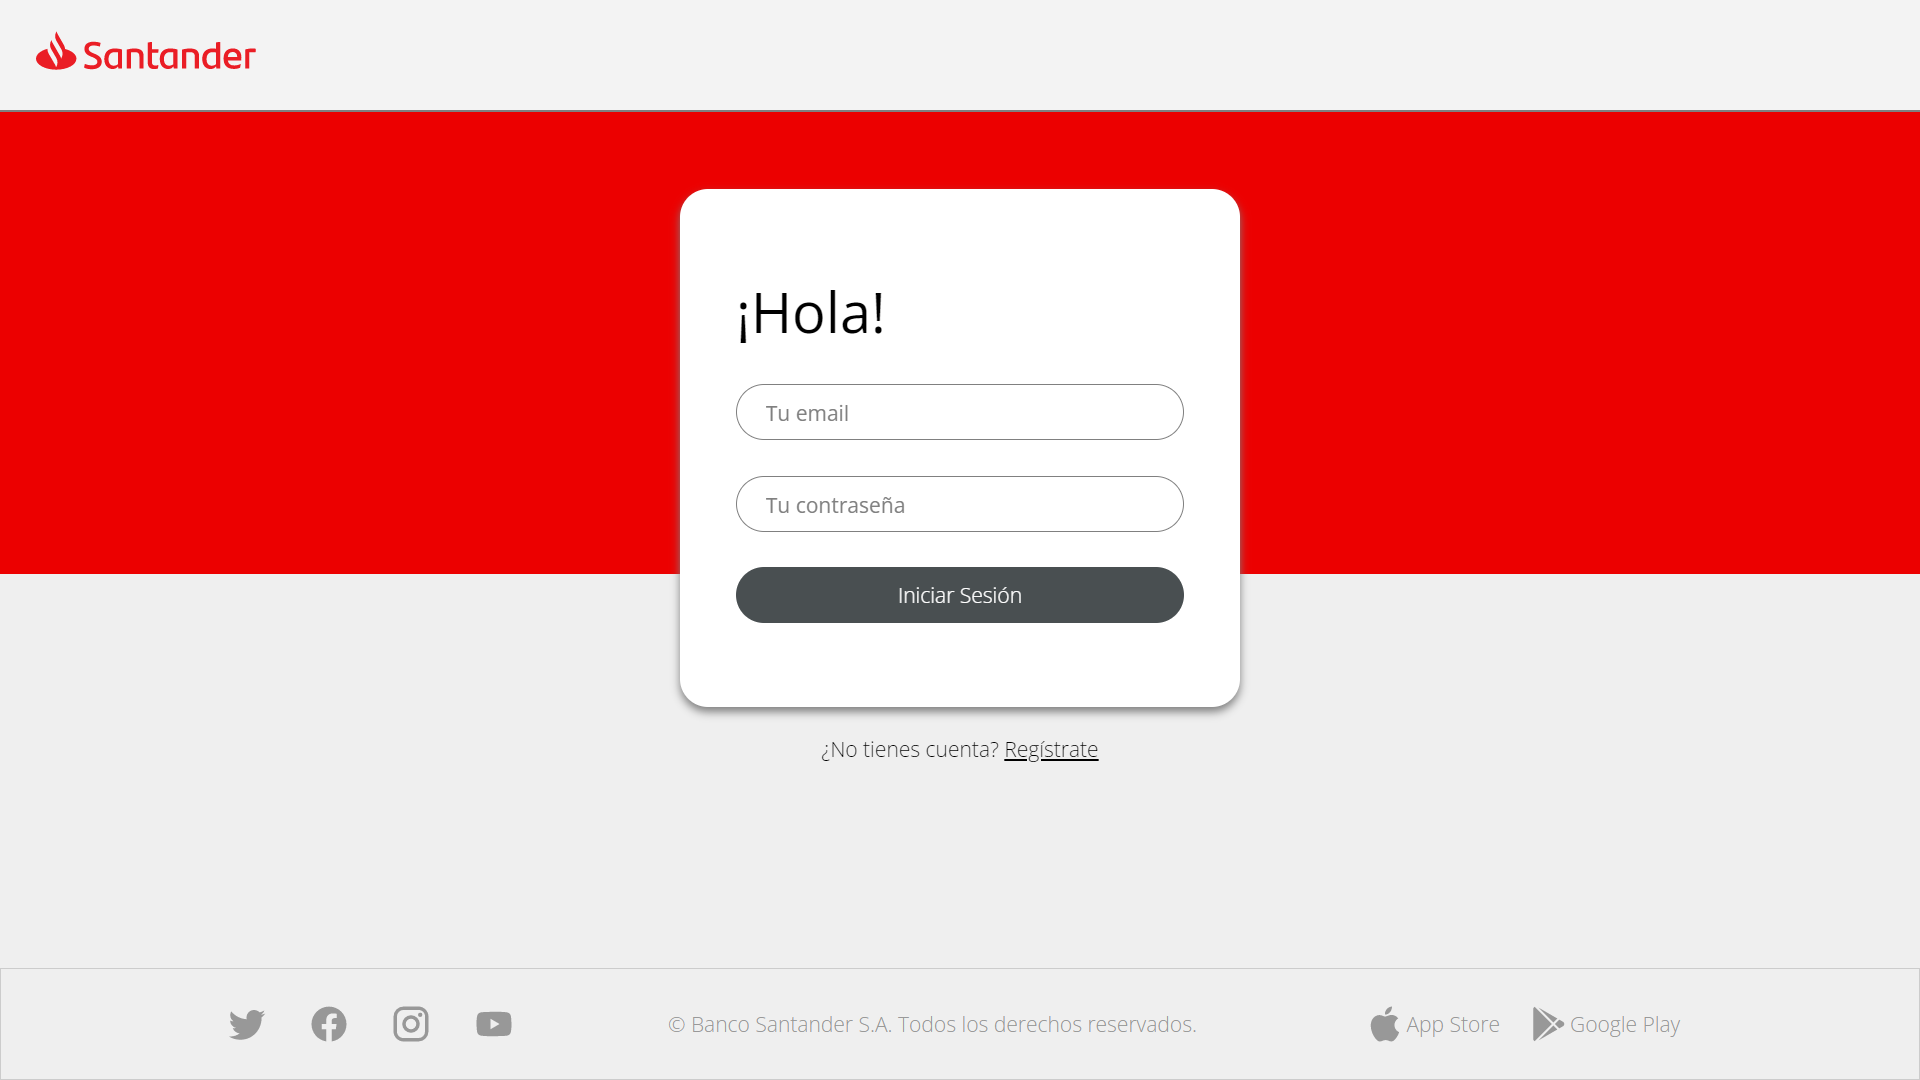 Santander
¡Hola!
Tu email
Tu contraseña
Iniciar Sesión
¿No tienes cuenta? Regístrate
© Banco Santander S.A. Todos los derechos reservados.
App Store
Google Play